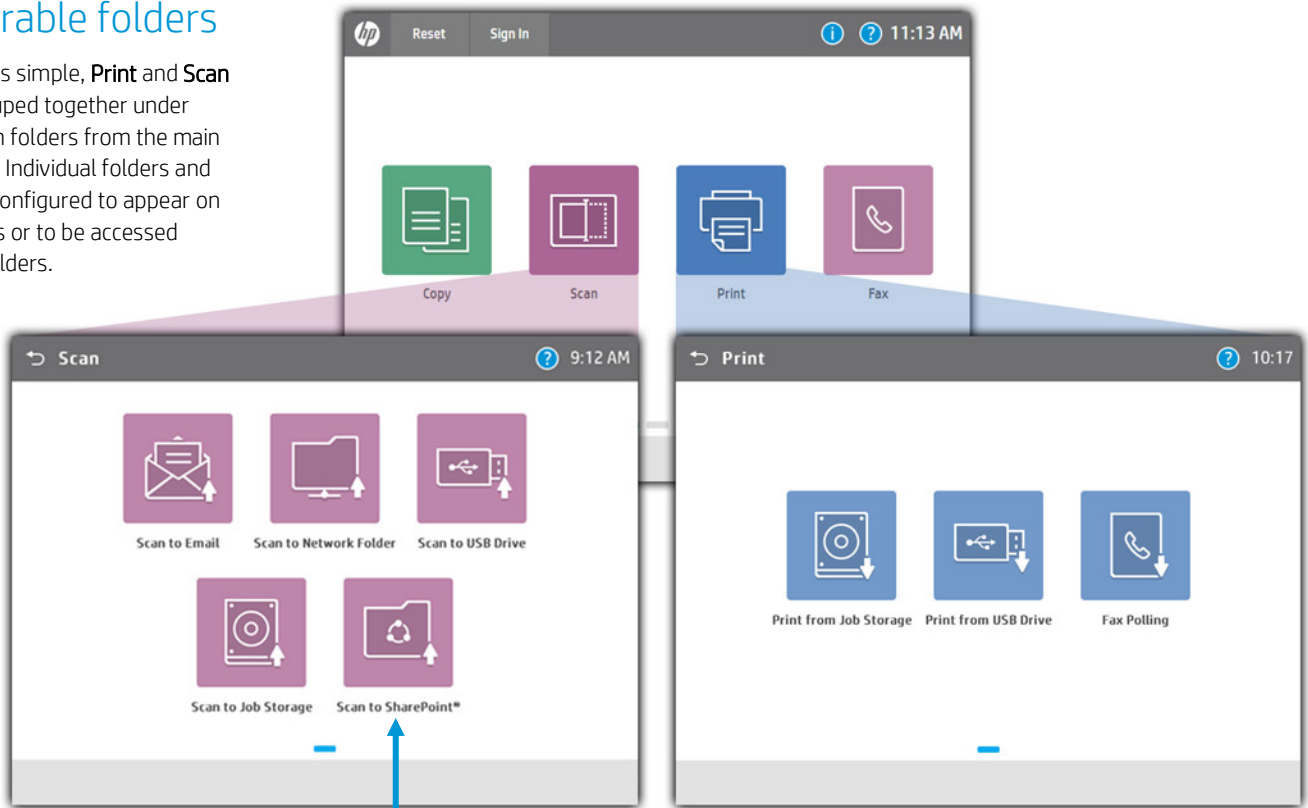 rable folders
s simple, Print and Scan
ped together under
folders from the main
Individual folders and
onfigured to appear on
s or to be accessed
lders.
hp Reset Sign In i ? 11:13 AM
Copy Scan Print Fax
Scan ? 9:12 AM
Scan to Email Scan to Network Folder Scan to USB Drive
Scan to Job Storage Scan to SharePoint®
Print ? 10:17
Print from Job Storage Print from USB Drive Fax Polling